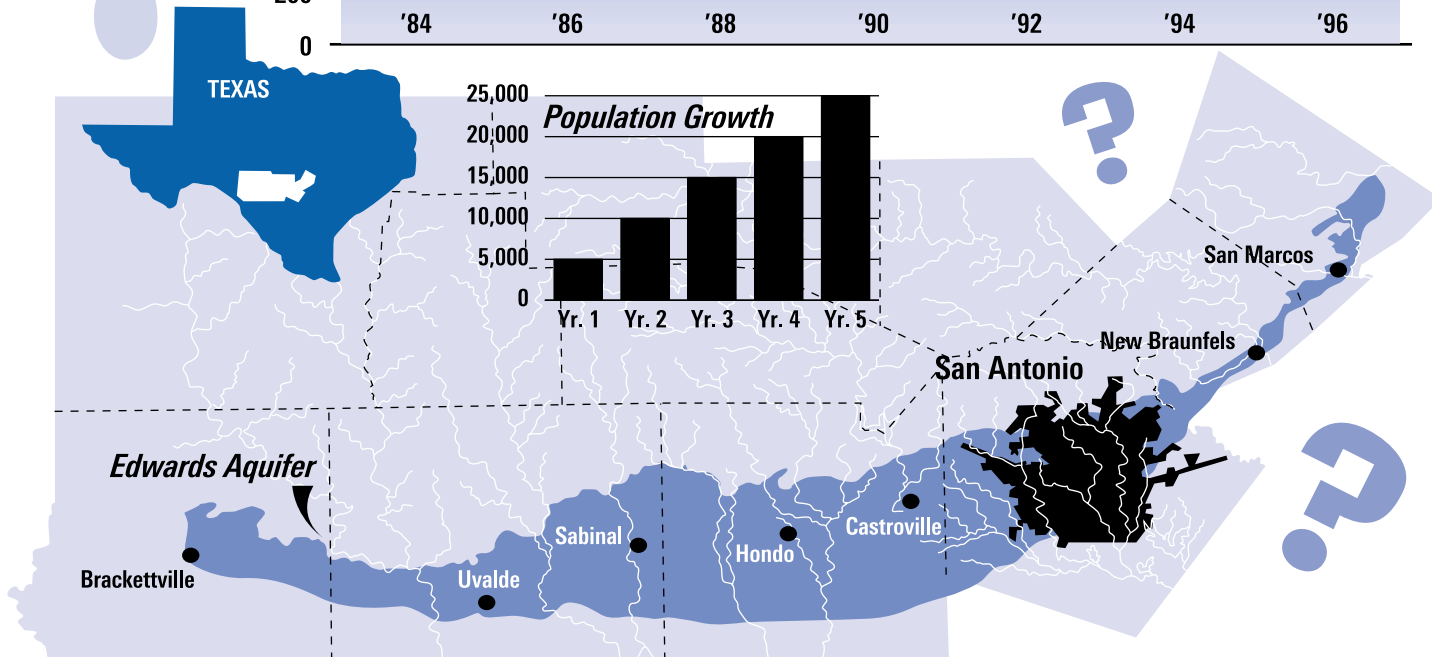 '84 '86 '88 '90 '92 '94 '96
0
TEXAS
Population Growth
25,000
20,000
15,000
10,000
5,000
0
Yr. 1 Yr. 2 Yr. 3 Yr. 4 Yr. 5
San Marcos
New Braunfels
San Antonio
Edwards Aquifer
Castroville
Sabinal
Hondo
Brackettville
Uvalde
?
?